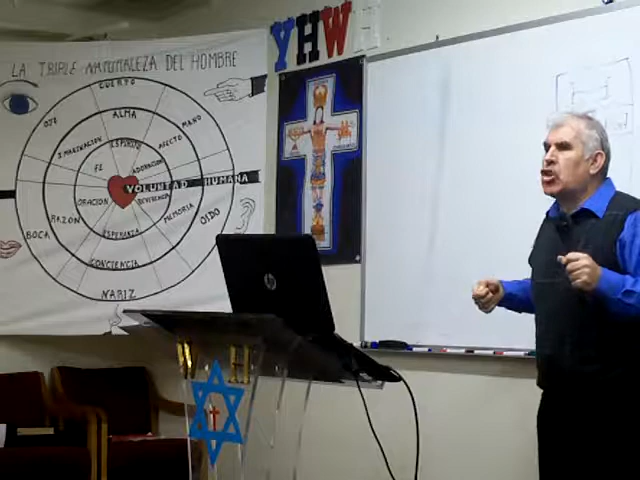 LA TRIPLE NATURALEZA DEL HOMBRE
YHW
CUERPO
OJO
ALMA
MANO
IMAGINACION
ESPIRITU
AFECTO
FE
ADORACION
VOLUNTAD HUMANA
ORACION
REVERENCIA
RAZON
MEMORIA
OIDO
BOCA
ESPERANZA
CONCIENCIA
NARIZ
hp